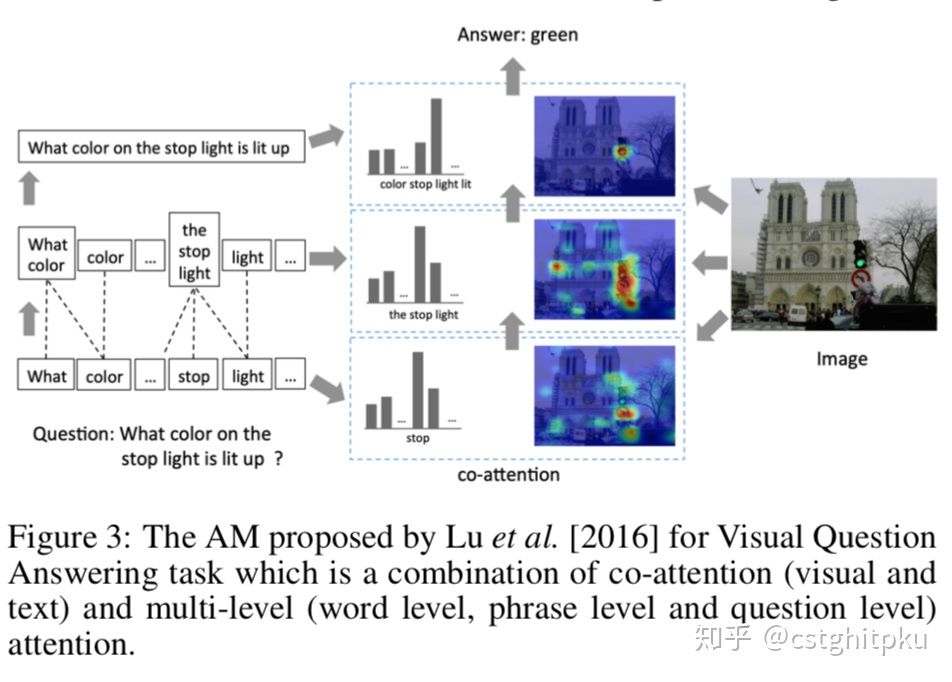 Answer: green
What color on the stop light is lit up
... ...
color stop light lit
What
color
color
...
the
stop
light
light
...
... ...
the stop light
What
color
...
stop
light
...
... ...
stop
Image
Question: What color on the
stop light is lit up ?
co-attention
Figure 3: The AM proposed by Lu et al. [2016] for Visual Question
Answering task which is a combination of co-attention (visual and
text) and multi-level (word level, phrase level and question level)
attention.
知乎 @cstghitpku